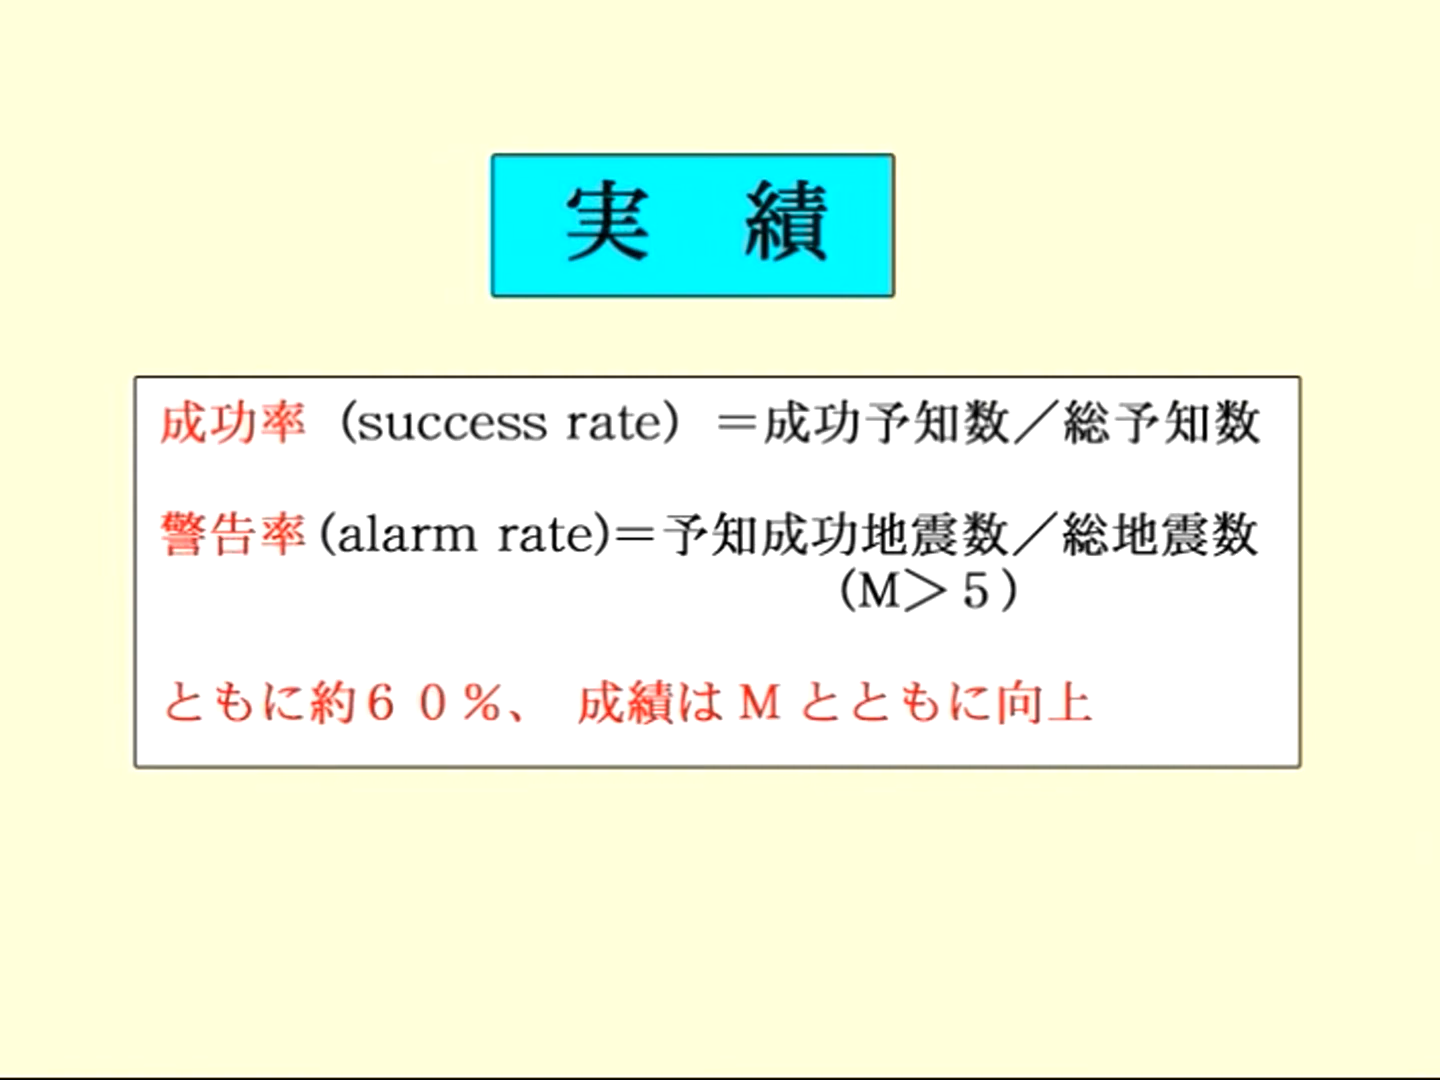 実　績
成功率 (success rate) ＝成功予知数／総予知数
警告率(alarm rate)＝予知成功地震数／総地震数
(M＞５)
ともに約６０％、 成績はＭとともに向上